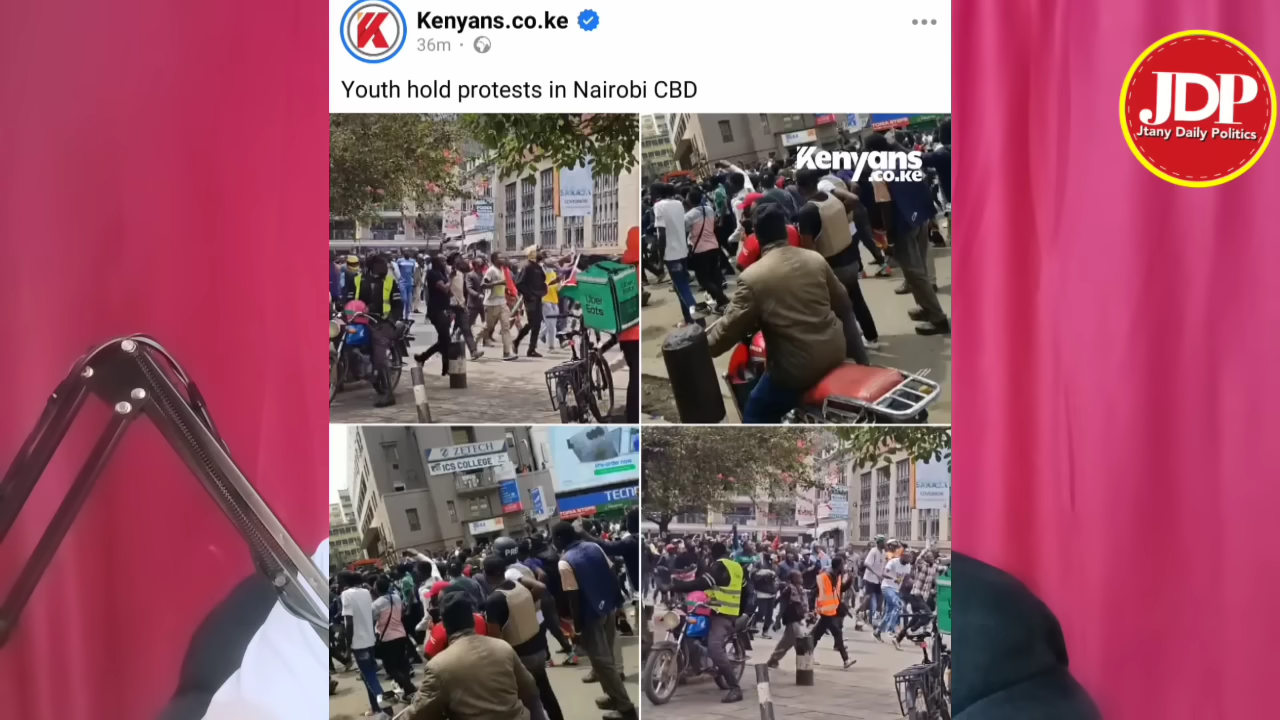 Kenyans.co.ke
36m
Youth hold protests in Nairobi CBD
JDP
Jtany Daily Politics
Kenyans
.co.ke
Uber
Eats
ZETECH
ICS COLLEGE
TECN